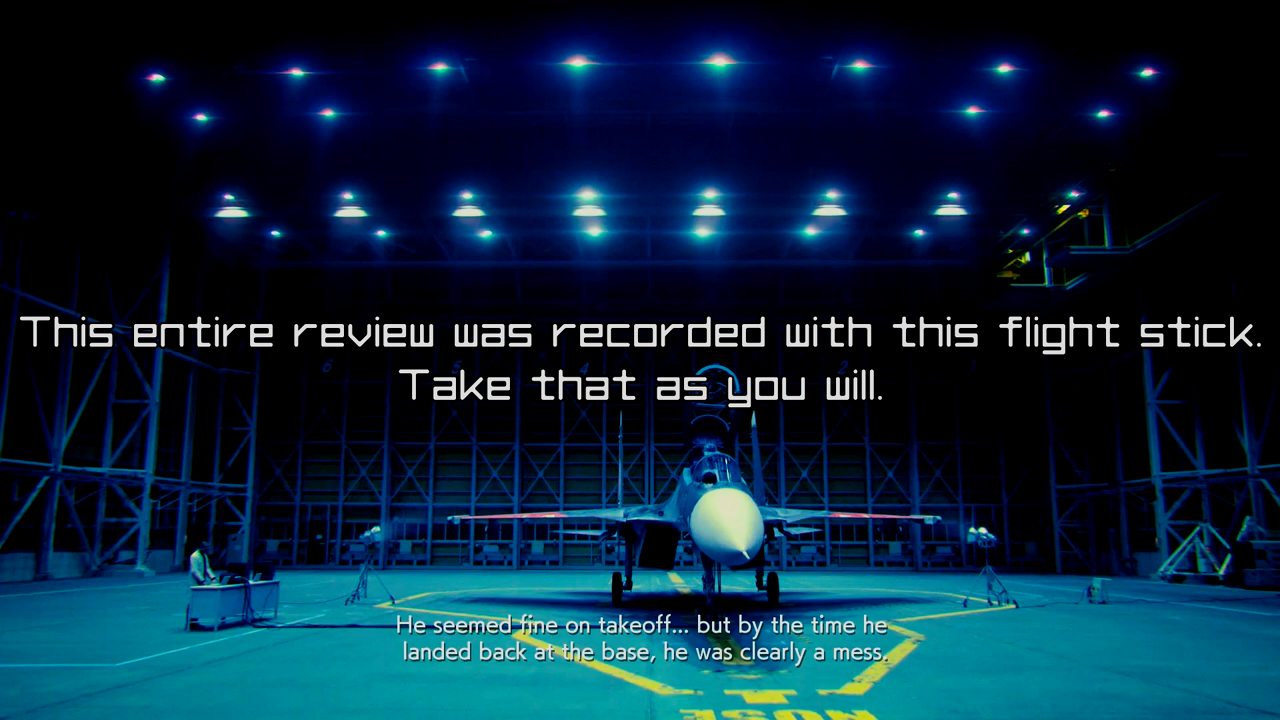 This entire review was recorded with this flight stick.
Take that as you will.
He seemed fine on takeoff... but by the time he
landed back at the base, he was clearly a mess.
NOSE